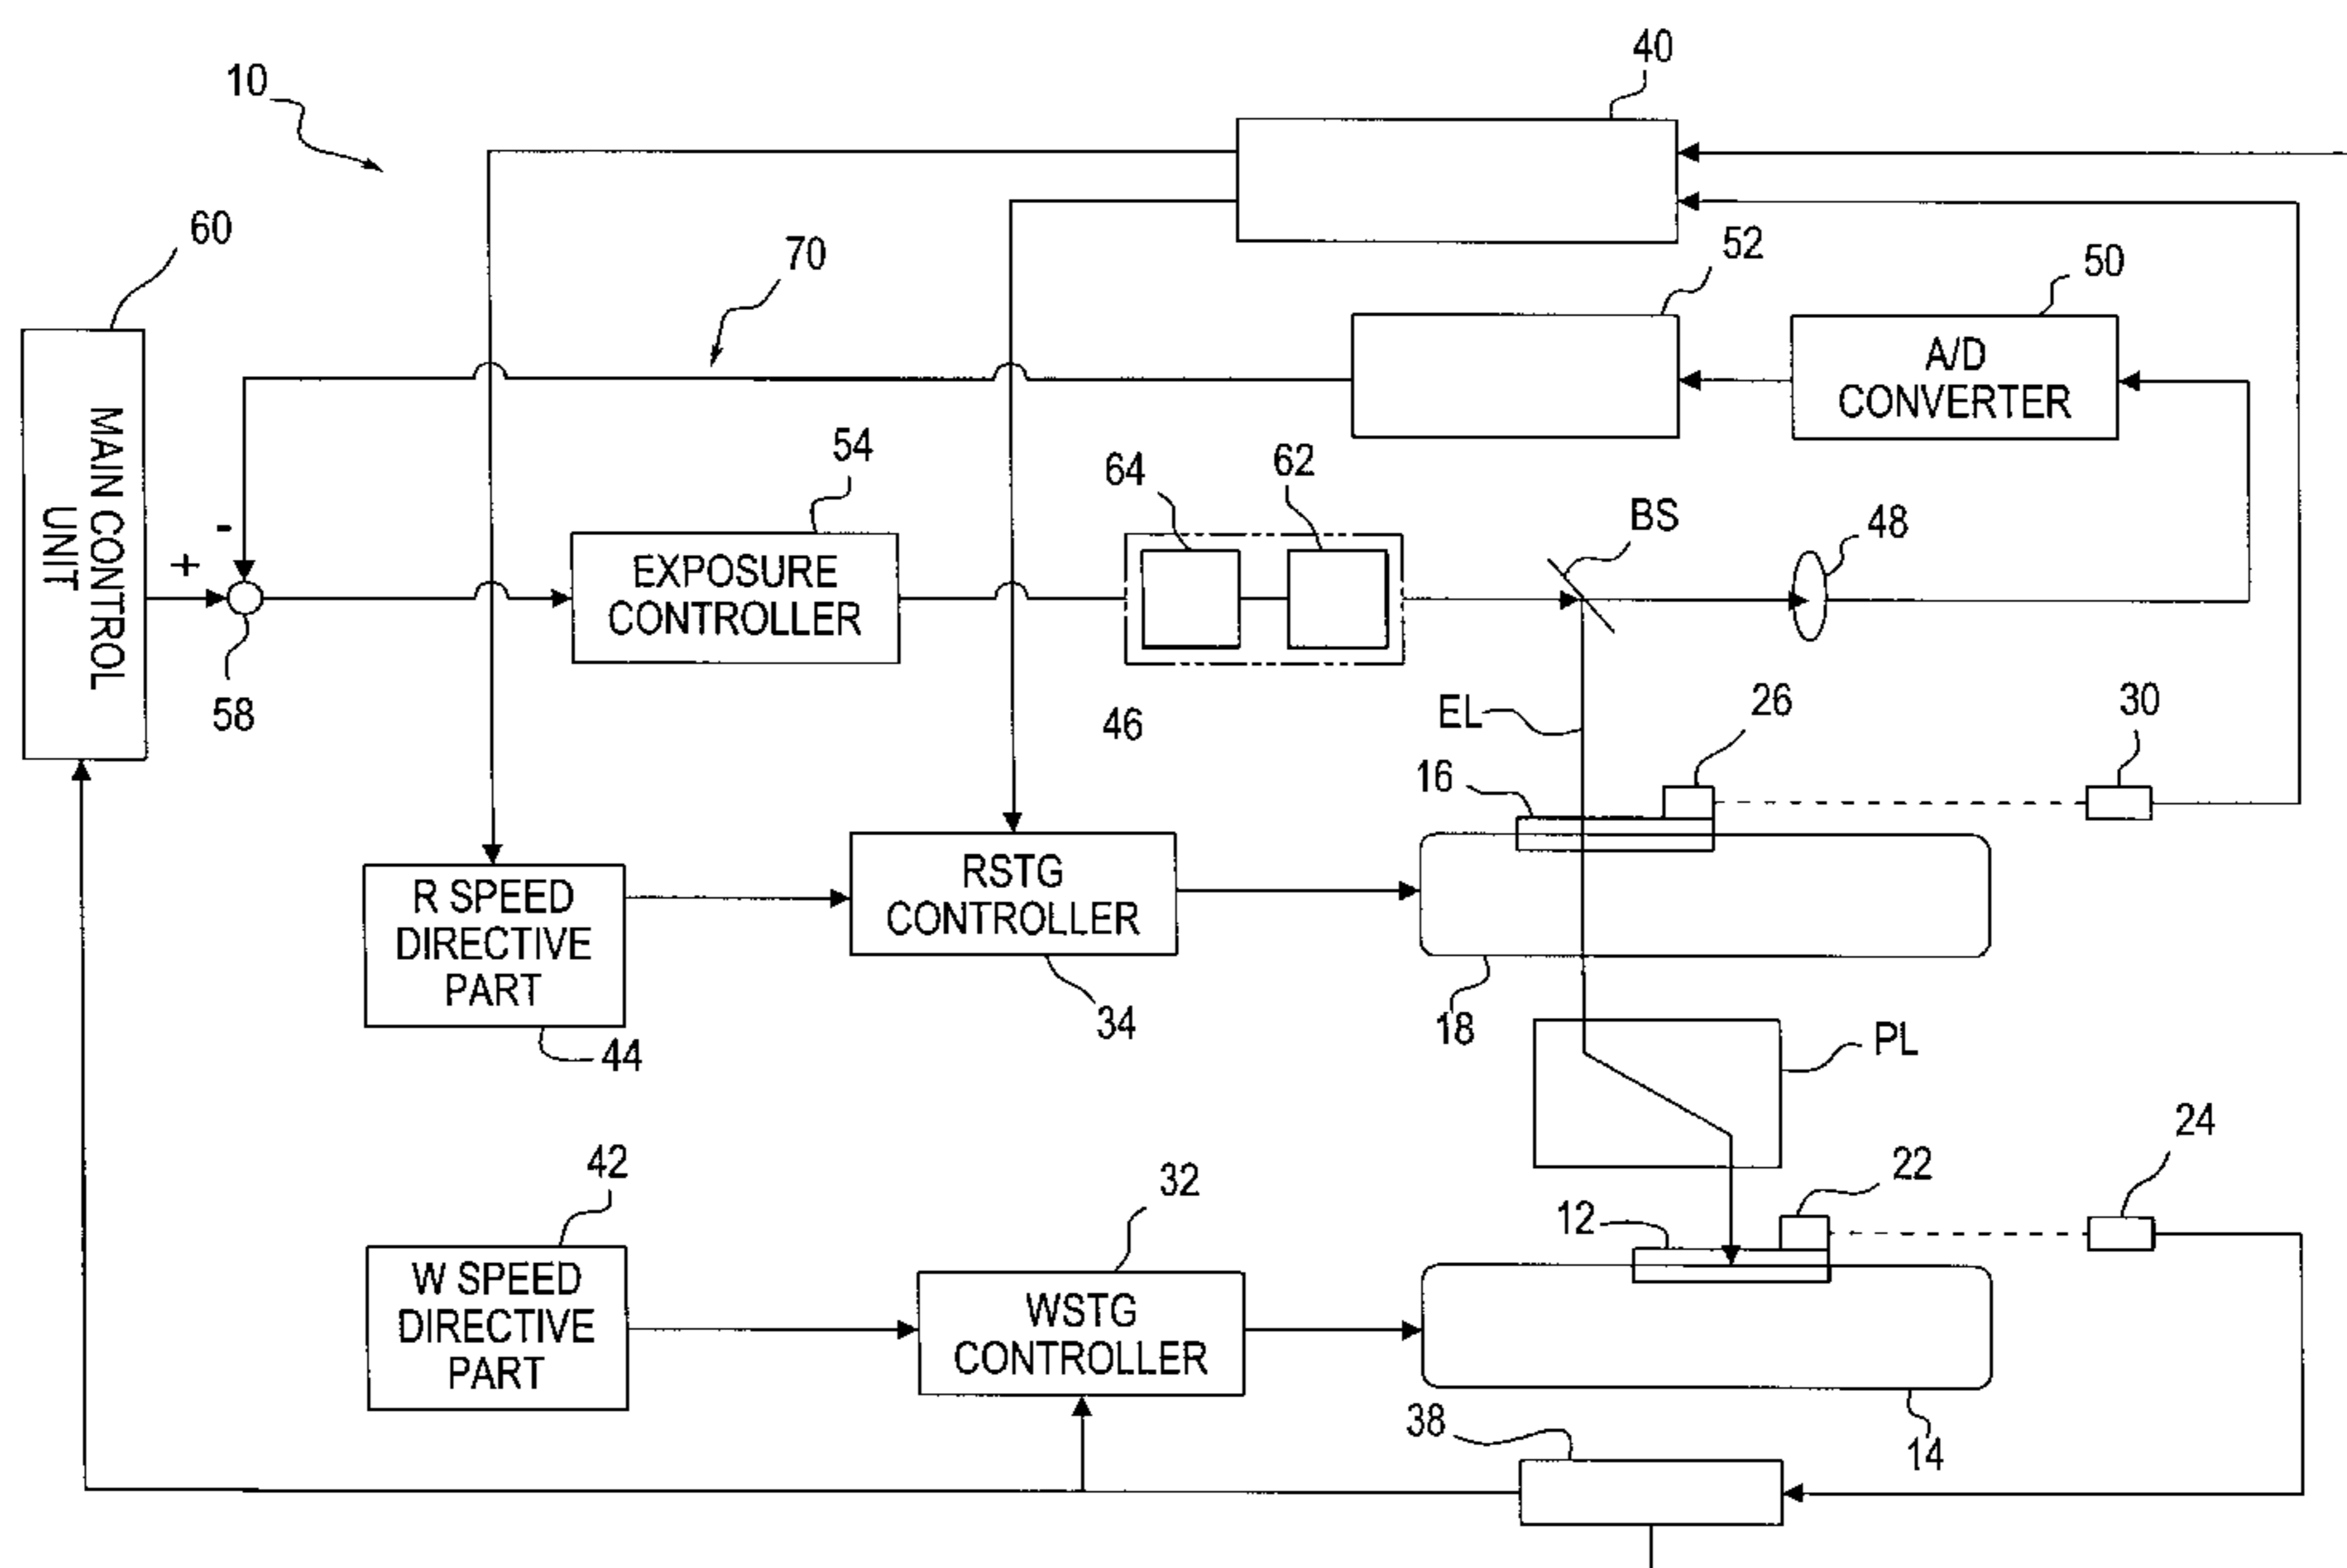 40
10
60
70
52
50
A/D
CONVERTER
MAIN CONTROL
UNIT
54
64
62
BS
48
-
+
EXPOSURE
CONTROLLER
58
46
EL
26
30
16
R SPEED
DIRECTIVE
PART
RSTG
CONTROLLER
44
34
18
PL
42
32
12
22
24
W SPEED
DIRECTIVE
PART
WSTG
CONTROLLER
38
14